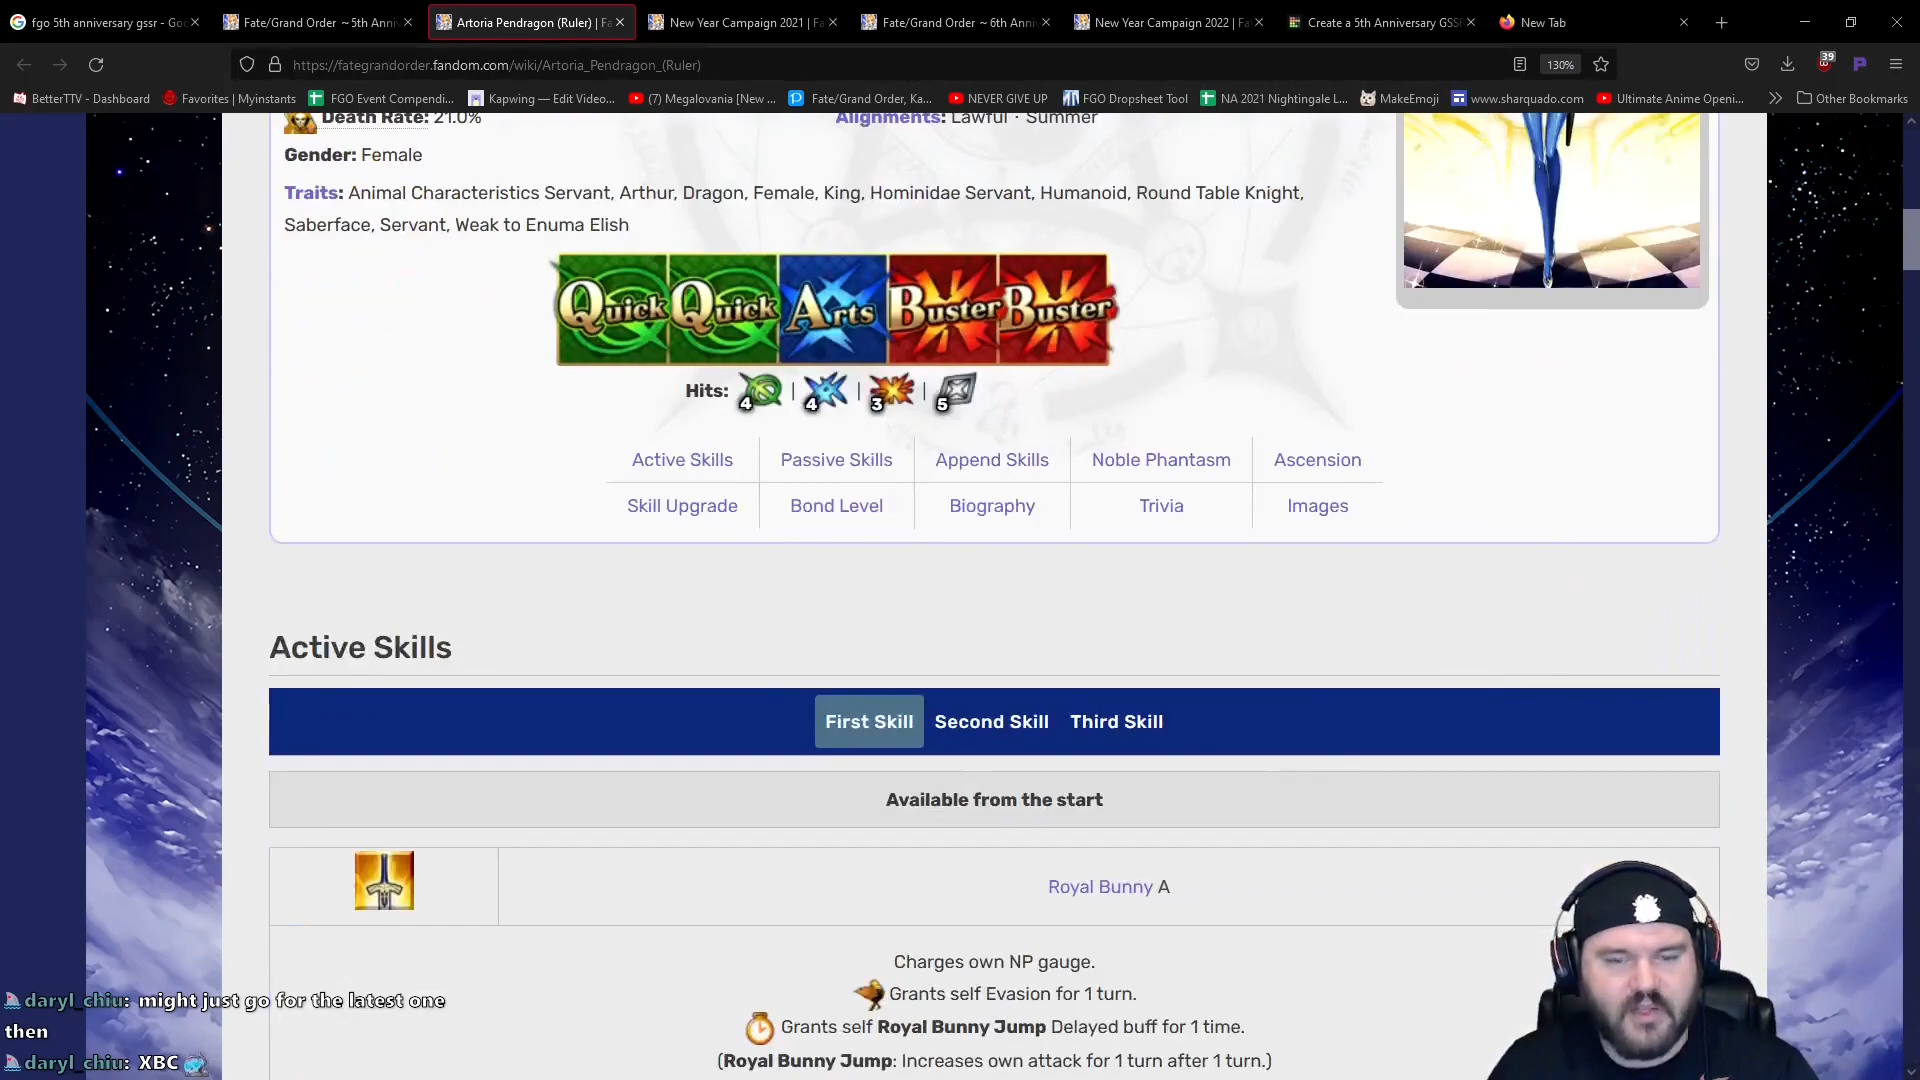 fgo 5th anniversary gssr - Goo
Fate/Grand Order ~5th Anniv
Artoria Pendragon (Ruler) | Fa
New Year Campaign 2021 | Fat
Fate/Grand Order ~6th Anniv
New Year Campaign 2022 | Fat
Create a 5th Anniversary GSSR
New Tab
https://fategrandorder.fandom.com/wiki/Artoria_Pendragon_(Ruler)
130%
39
BetterTTV - Dashboard
Favorites | Myinstants
FGO Event Compendi...
Kapwing — Edit Video...
(7) Megalovania [New ...
Fate/Grand Order, Ka...
NEVER GIVE UP
FGO Dropsheet Tool
NA 2021 Nightingale L...
MakeEmoji
www.sharquado.com
Ultimate Anime Openi...
Other Bookmarks
Death Rate: 21.0%
Alignments: Lawful · Summer
Gender: Female
Traits: Animal Characteristics Servant, Arthur, Dragon, Female, King, Hominidae Servant, Humanoid, Round Table Knight,
Saberface, Servant, Weak to Enuma Elish
Quick Quick Arts Buster Buster
Hits: 4 | 4 | 3 | 5
Active Skills
Passive Skills
Append Skills
Noble Phantasm
Ascension
Skill Upgrade
Bond Level
Biography
Trivia
Images
Active Skills
First Skill
Second Skill
Third Skill
Available from the start
Royal Bunny A
Charges own NP gauge.
Grants self Evasion for 1 turn.
Grants self Royal Bunny Jump Delayed buff for 1 time.
(Royal Bunny Jump: Increases own attack for 1 turn after 1 turn.)
daryl_chiu: might just go for the latest one
then
daryl_chiu: XBC